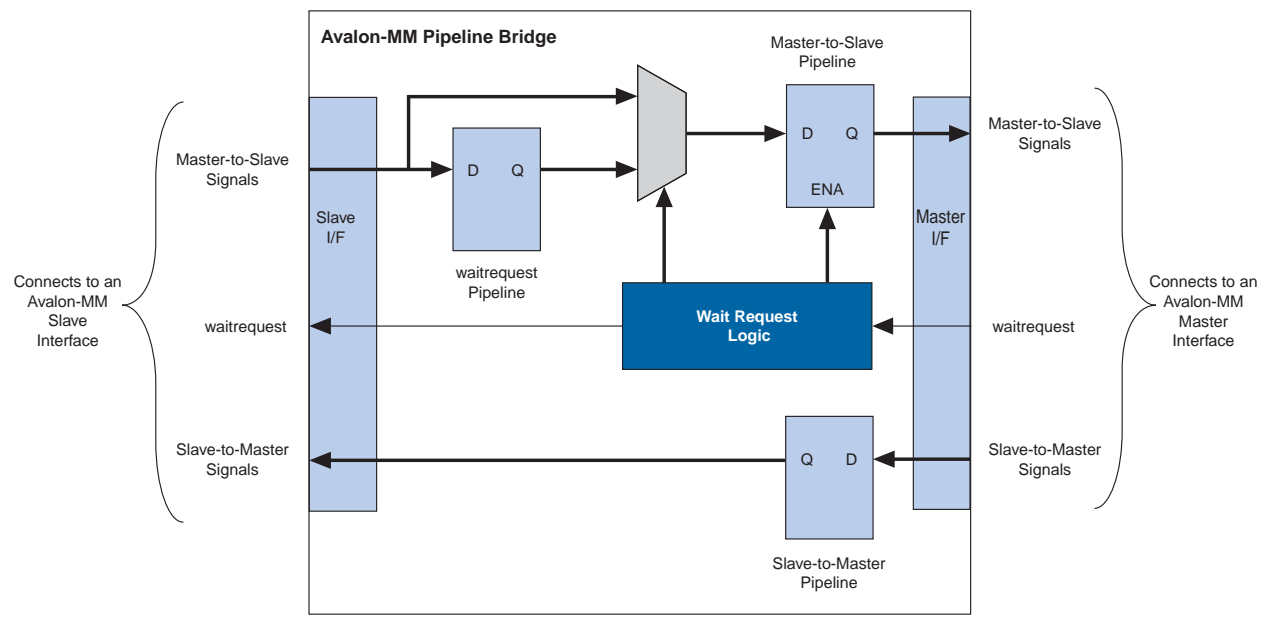 Avalon-MM Pipeline Bridge
Master-to-Slave
Pipeline
Master-to-Slave
Signals
D Q
waitrequest
Pipeline
D Q
ENA
Master-to-Slave
Signals
Slave
I/F
Master
I/F
Connects to an
Avalon-MM
Slave
Interface
waitrequest
Wait Request
Logic
waitrequest
Connects to an
Avalon-MM
Master
Interface
Slave-to-Master
Signals
Q D
Slave-to-Master
Signals
Slave-to-Master
Pipeline